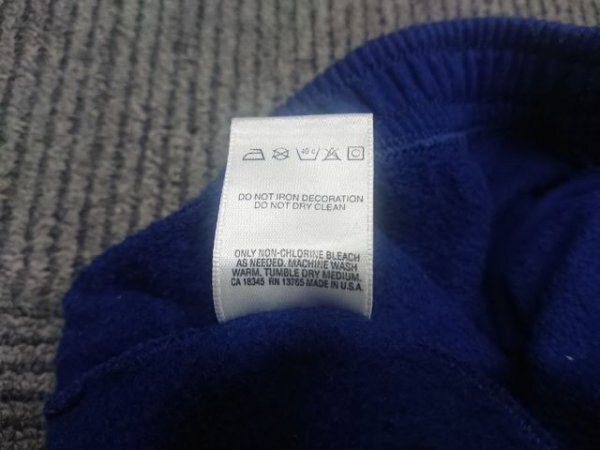 40 C
DO NOT IRON DECORATION
DO NOT DRY CLEAN
ONLY NON-CHLORINE BLEACH
AS NEEDED. MACHINE WASH
WARM. TUMBLE DRY MEDIUM.
CA 18345 RN 13765 MADE IN U.S.A.